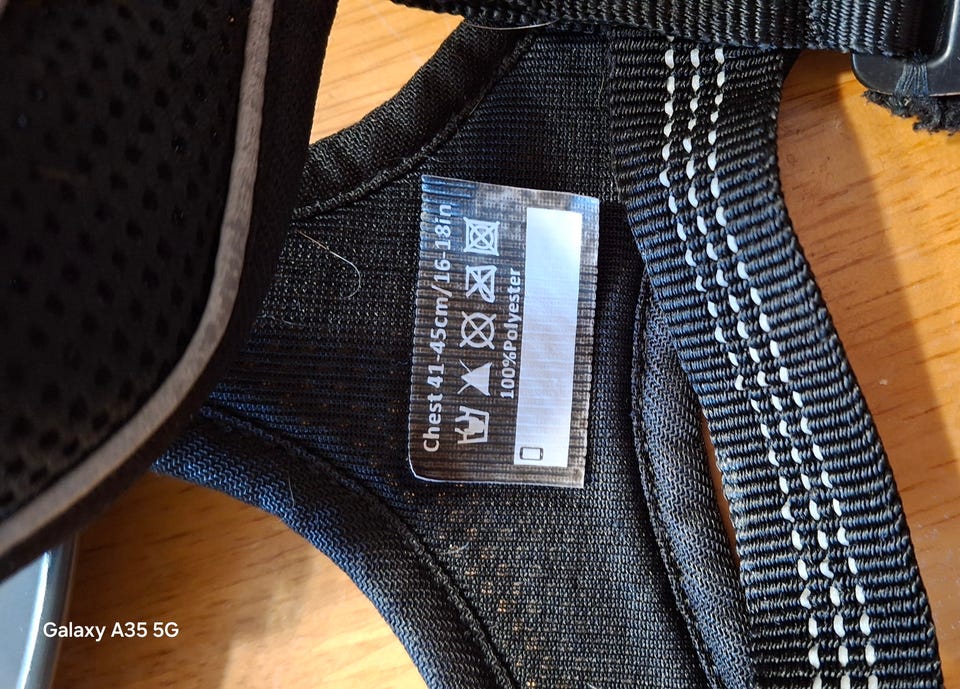 Chest 41-45cm/16-18in
100%Polyester
Galaxy A35 5G